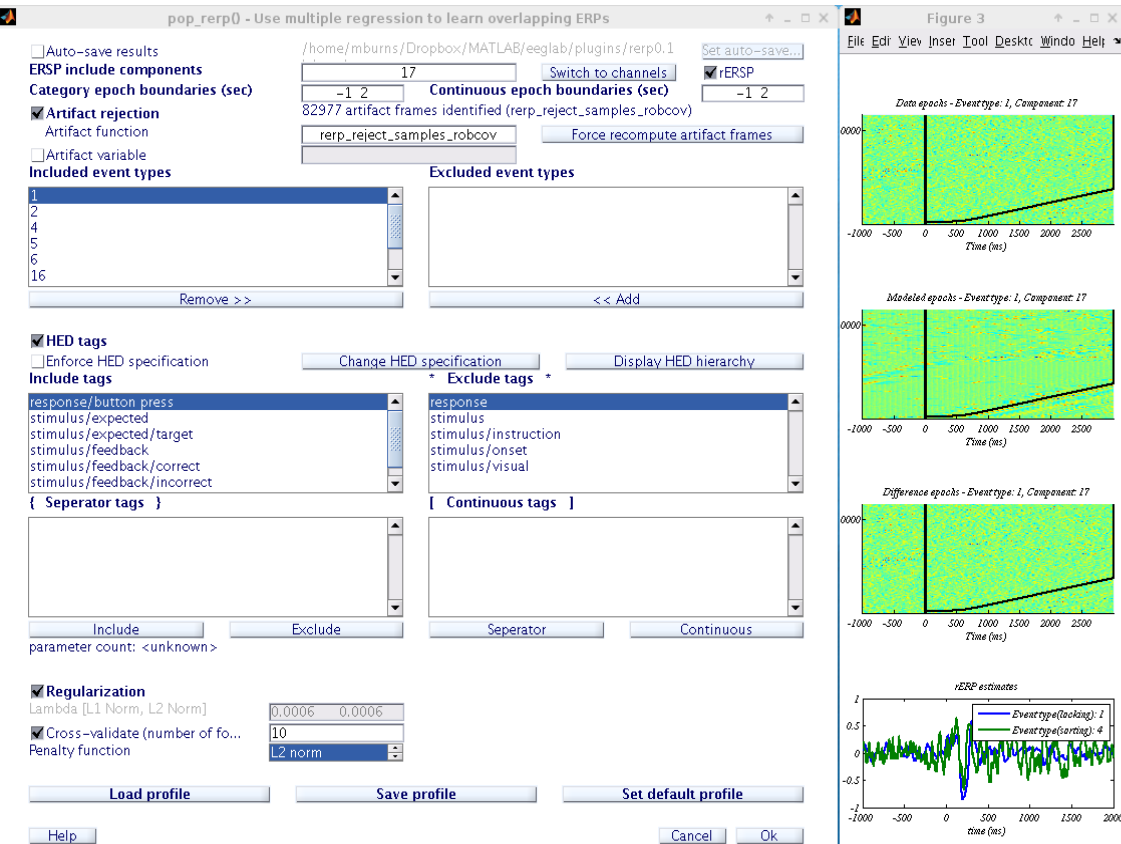 pop_rerp() - Use multiple regression to learn overlapping ERPs
Auto-save results
/home/mburns/Dropbox/MATLAB/eeglab/plugins/rerp0.1
Set auto-save...
ERSP include components
17
Switch to channels
rERSP
Category epoch boundaries (sec)
-1 2
Continuous epoch boundaries (sec)
-1 2
Artifact rejection
82977 artifact frames identified (rerp_reject_samples_robcov)
Artifact function
rerp_reject_samples_robcov
Force recompute artifact frames
Artifact variable
Included event types
Excluded event types
1
2
4
5
6
16
Remove >>
<< Add
HED tags
Enforce HED specification
Change HED specification
Display HED hierarchy
Include tags
* Exclude tags *
response/button press
stimulus/expected
stimulus/expected/target
stimulus/feedback
stimulus/feedback/correct
stimulus/feedback/incorrect
response
stimulus
stimulus/instruction
stimulus/onset
stimulus/visual
{ Seperator tags }
[ Continuous tags ]
Include
Exclude
Seperator
Continuous
parameter count: <unknown>
Regularization
Lambda [L1 Norm, L2 Norm]
0.0006 0.0006
Cross-validate (number of fo...
10
Penalty function
L2 norm
Load profile
Save profile
Set default profile
Help
Cancel
Ok
Figure 3
File Edi Viev Inser Tool Desktc Windo Help
Data epochs - Event type: 1, Component: 17
0000
-1000 -500 0 500 1000 1500 2000 2500
Time (ms)
Modeled epochs - Event type: 1, Component: 17
0000
-1000 -500 0 500 1000 1500 2000 2500
Time (ms)
Difference epochs - Event type: 1, Component: 17
0000
-1000 -500 0 500 1000 1500 2000 2500
Time (ms)
rERP estimates
1
0.5
0
-0.5
-1
Event type (locking): 1
Event type (sorting): 4
-1000 -500 0 500 1000 1500 2000
time (ms)